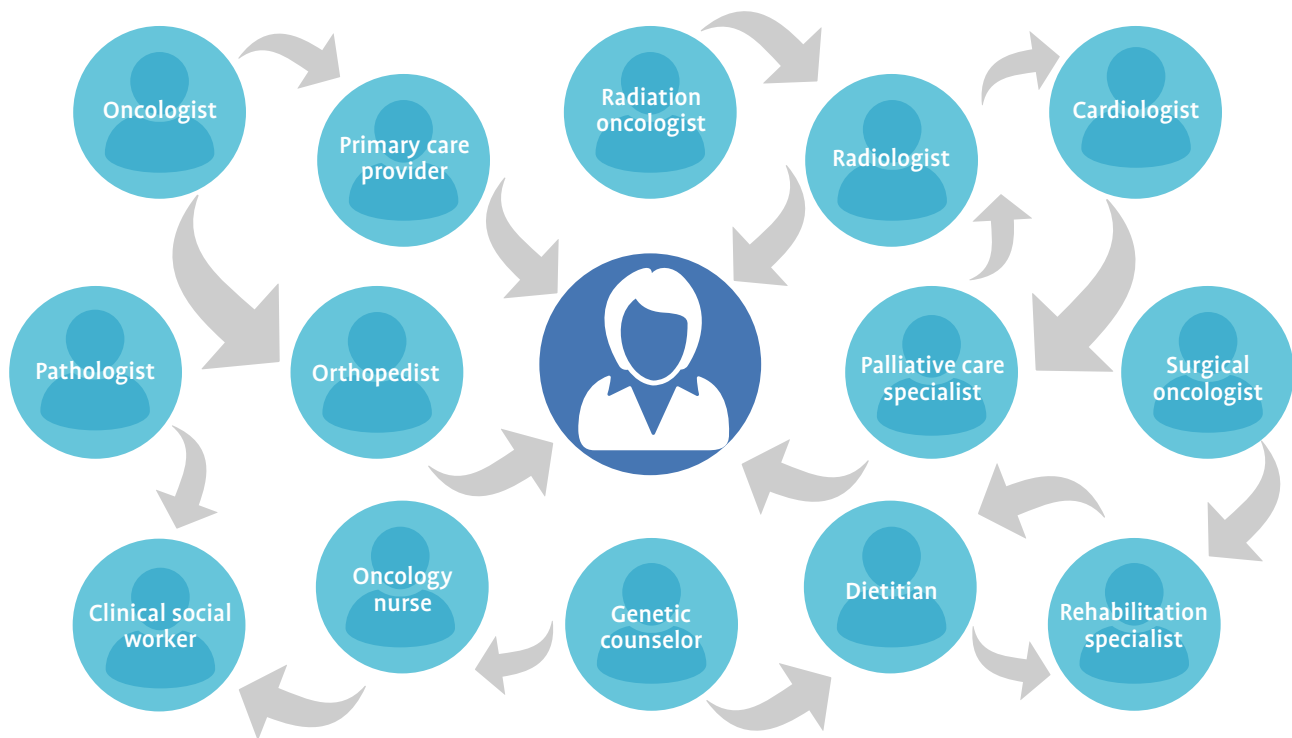 Oncologist
Primary care
provider
Radiation
oncologist
Radiologist
Cardiologist
Pathologist
Orthopedist
Palliative care
specialist
Surgical
oncologist
Clinical social
worker
Oncology
nurse
Genetic
counselor
Dietitian
Rehabilitation
specialist